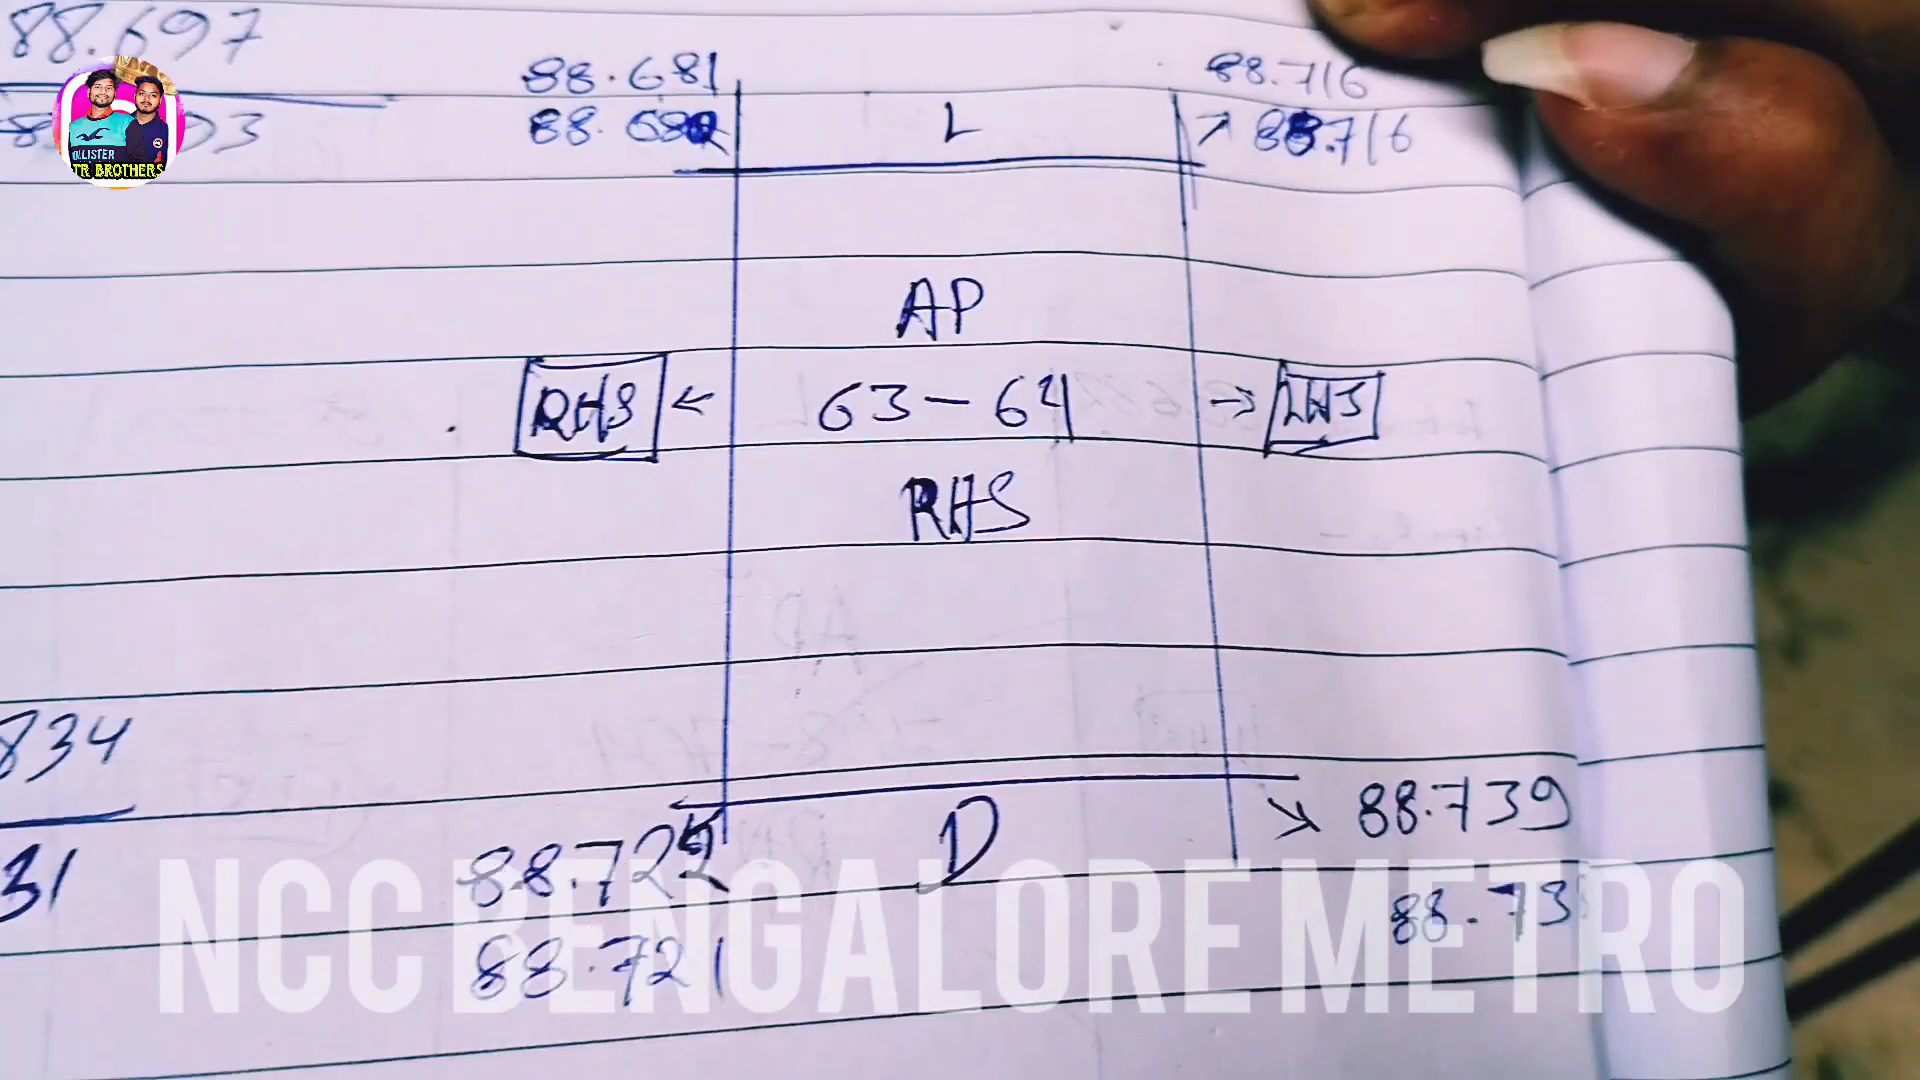 88.697
88.681
88.716
88.68
L
88.716
OLLISTER
TR BROTHERS
AP
RHS
63-64
LHS
RHS
834
88.739
88.722
D
31
88.73
88.721
NCC BENGALORE METRO